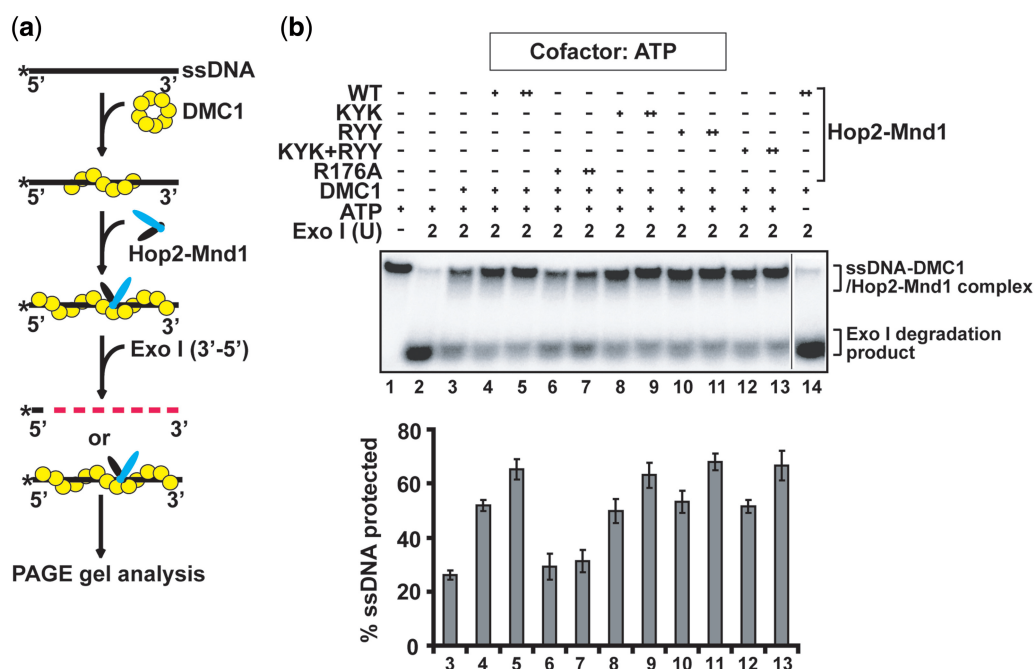 (a)
*
5’ 3’ ssDNA
DMC1
*
5’ 3’
Hop2-Mnd1
*
5’ 3’
Exo I (3’-5’)
*
5’ 3’
or
*
5’ 3’
PAGE gel analysis
(b)
Cofactor: ATP
WT - - - + ++ - - - - - - - - ++
KYK - - - - - - - + ++ - - - - -
RYY - - - - - - - - - + ++ - - -
KYK+RYY - - - - - - - - - - - + ++ -
R176A - - - - - + ++ - - - - - - -
Hop2-Mnd1
DMC1 - - + + + + + + + + + + + +
ATP + + + + + + + + + + + + + -
Exo I (U) - 2 2 2 2 2 2 2 2 2 2 2 2 2
ssDNA-DMC1
/Hop2-Mnd1 complex
Exo I degradation
product
1 2 3 4 5 6 7 8 9 10 11 12 13 14
% ssDNA protected
80
60
40
20
0
3 4 5 6 7 8 9 10 11 12 13